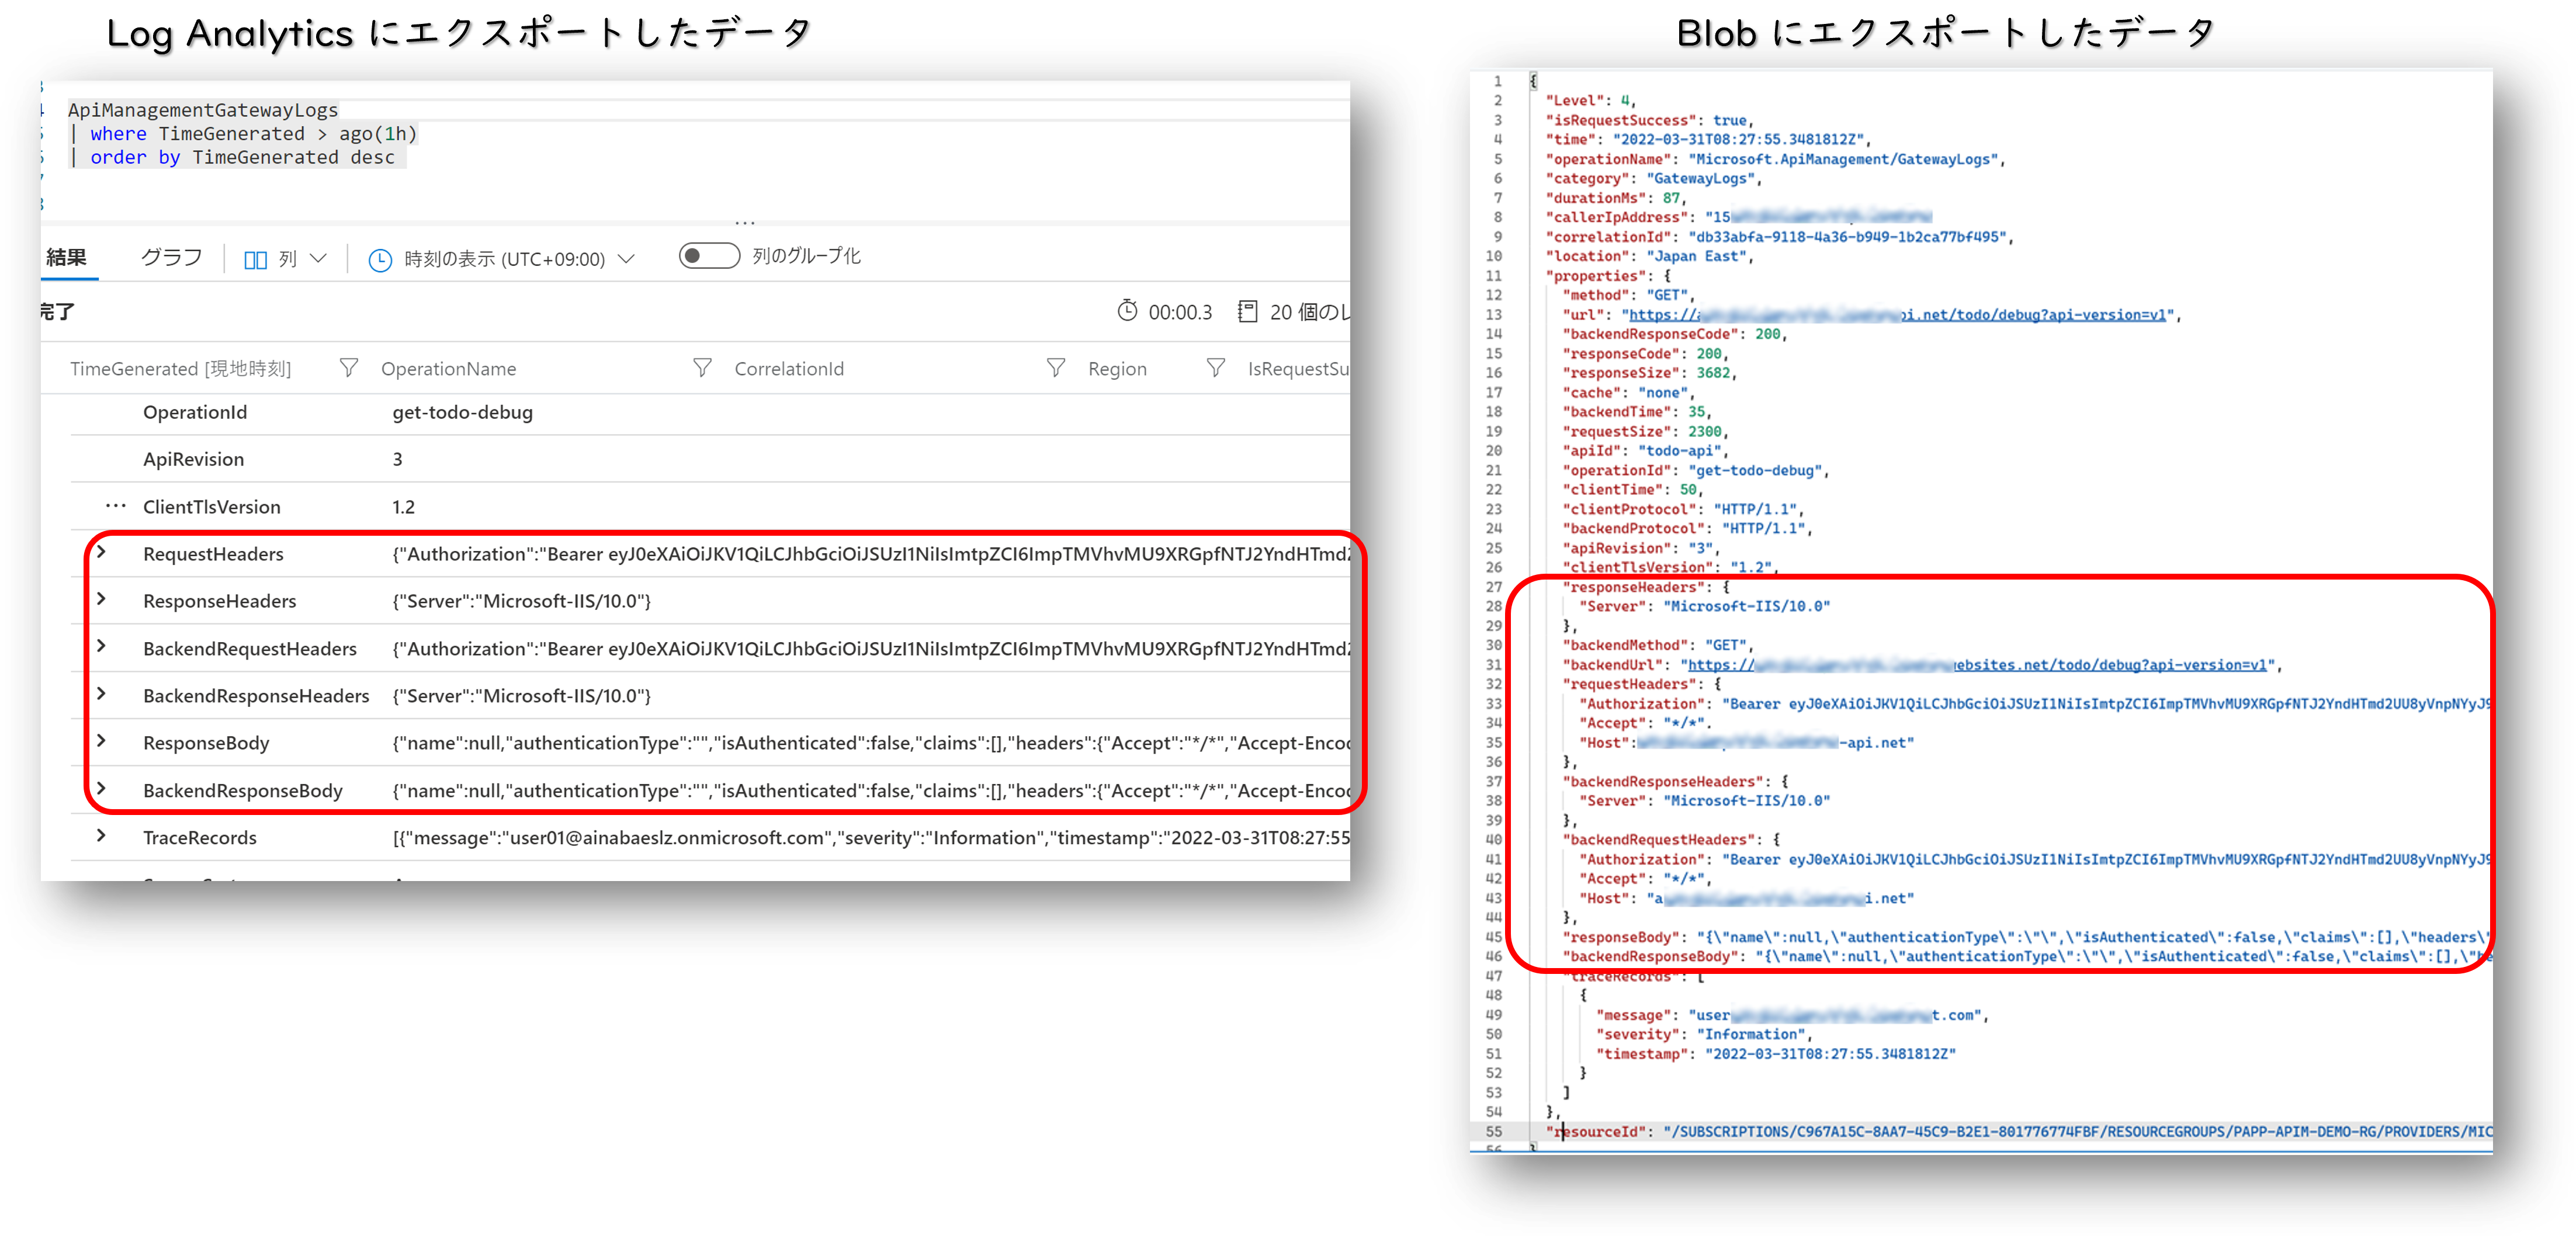 Log Analytics にエクスポートしたデータ
ApiManagementGatewayLogs
| where TimeGenerated > ago(1h)
| order by TimeGenerated desc
...
結果 グラフ 列 時刻の表示 (UTC+09:00) 列のグループ化
完了
00:00.3 20 個のレ
TimeGenerated [現地時刻] OperationName CorrelationId Region IsRequestSu
OperationId get-todo-debug
ApiRevision 3
... ClientTlsVersion 1.2
> RequestHeaders {"Authorization":"Bearer eyJ0eXAiOiJKV1QiLCJhbGciOiJSUzI1NiIsImtpZCI6ImpTMVhvMU9XRGpfNTJ2YndHTmd2
> ResponseHeaders {"Server":"Microsoft-IIS/10.0"}
> BackendRequestHeaders {"Authorization":"Bearer eyJ0eXAiOiJKV1QiLCJhbGciOiJSUzI1NiIsImtpZCI6ImpTMVhvMU9XRGpfNTJ2YndHTmd2
> BackendResponseHeaders {"Server":"Microsoft-IIS/10.0"}
> ResponseBody {"name":null,"authenticationType":"","isAuthenticated":false,"claims":[],"headers":{"Accept":"*/*","Accept-Encod
> BackendResponseBody {"name":null,"authenticationType":"","isAuthenticated":false,"claims":[],"headers":{"Accept":"*/*","Accept-Encod
> TraceRecords [{"message":"user01@ainabaeslz.onmicrosoft.com","severity":"Information","timestamp":"2022-03-31T08:27:55
Blob にエクスポートしたデータ
1 {
2 "Level": 4,
3 "isRequestSuccess": true,
4 "time": "2022-03-31T08:27:55.3481812Z",
5 "operationName": "Microsoft.ApiManagement/GatewayLogs",
6 "category": "GatewayLogs",
7 "durationMs": 87,
8 "callerIpAddress": "15
9 "correlationId": "db33abfa-9118-4a36-b949-1b2ca77bf495",
10 "location": "Japan East",
11 "properties": {
12 "method": "GET",
13 "url": "https://a pi.net/todo/debug?api-version=v1",
14 "backendResponseCode": 200,
15 "responseCode": 200,
16 "responseSize": 3682,
17 "cache": "none",
18 "backendTime": 35,
19 "requestSize": 2300,
20 "apiId": "todo-api",
21 "operationId": "get-todo-debug",
22 "clientTime": 50,
23 "clientProtocol": "HTTP/1.1",
24 "backendProtocol": "HTTP/1.1",
25 "apiRevision": "3",
26 "clientTlsVersion": "1.2",
27 "responseHeaders": {
28 "Server": "Microsoft-IIS/10.0"
29 },
30 "backendMethod": "GET",
31 "backendUrl": "https:// ebsites.net/todo/debug?api-version=v1",
32 "requestHeaders": {
33 "Authorization": "Bearer eyJ0eXAiOiJKV1QiLCJhbGciOiJSUzI1NiIsImtpZCI6ImpTMVhvMU9XRGpfNTJ2YndHTmd2UU8yVnpNYyJ9
34 "Accept": "*/*",
35 "Host": -api.net"
36 },
37 "backendResponseHeaders": {
38 "Server": "Microsoft-IIS/10.0"
39 },
40 "backendRequestHeaders": {
41 "Authorization": "Bearer eyJ0eXAiOiJKV1QiLCJhbGciOiJSUzI1NiIsImtpZCI6ImpTMVhvMU9XRGpfNTJ2YndHTmd2UU8yVnpNYyJ9
42 "Accept": "*/*",
43 "Host": "a i.net"
44 },
45 "responseBody": "{\"name\":null,\"authenticationType\":\"\",\"isAuthenticated\":false,\"claims\":[],\"headers\"
46 "backendResponseBody": "{\"name\":null,\"authenticationType\":\"\",\"isAuthenticated\":false,\"claims\":[],\"he
47 "traceRecords": [
48 {
49 "message": "user t.com",
50 "severity": "Information",
51 "timestamp": "2022-03-31T08:27:55.3481812Z"
52 }
53 ]
54 },
55 "resourceId": "/SUBSCRIPTIONS/C967A15C-8AA7-45C9-B2E1-801776774FBF/RESOURCEGROUPS/PAPP-APIM-DEMO-RG/PROVIDERS/MIC
56 }